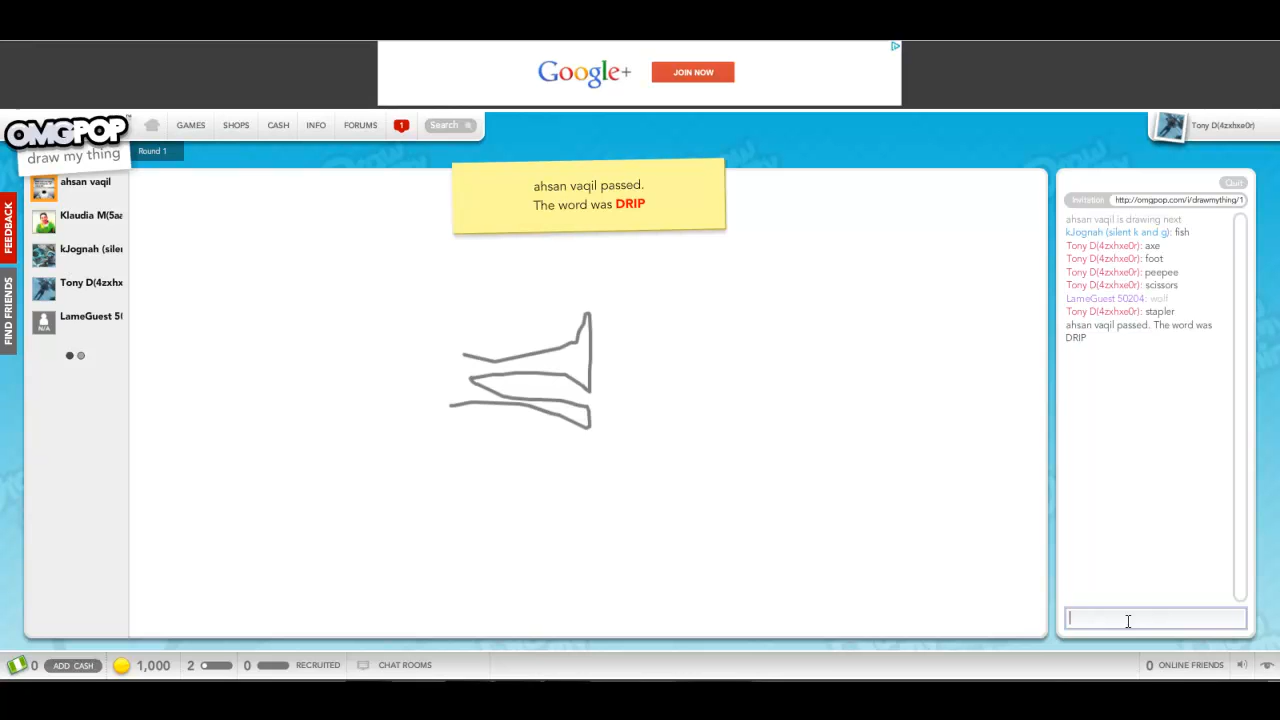 Google+ JOIN NOW
OMGPOP
draw my thing
GAMES SHOPS CASH INFO FORUMS 1 Search
Tony D(4zxhxe0r)
Round 1
ahsan vaqil passed.
The word was DRIP
FEEDBACK
FIND FRIENDS
ahsan vaqil
Klaudia M(5aa
kJognah (siler
Tony D(4zxhx
N/A
LameGuest 50
Quit
Invitation http://omgpop.com/i/drawmything/1
ahsan vaqil is drawing next
kJognah (silent k and g): fish
Tony D(4zxhxe0r): axe
Tony D(4zxhxe0r): foot
Tony D(4zxhxe0r): peepee
Tony D(4zxhxe0r): scissors
LameGuest 50204: wolf
Tony D(4zxhxe0r): stapler
ahsan vaqil passed. The word was
DRIP
0 ADD CASH 1,000 2 0 RECRUITED CHAT ROOMS 0 ONLINE FRIENDS